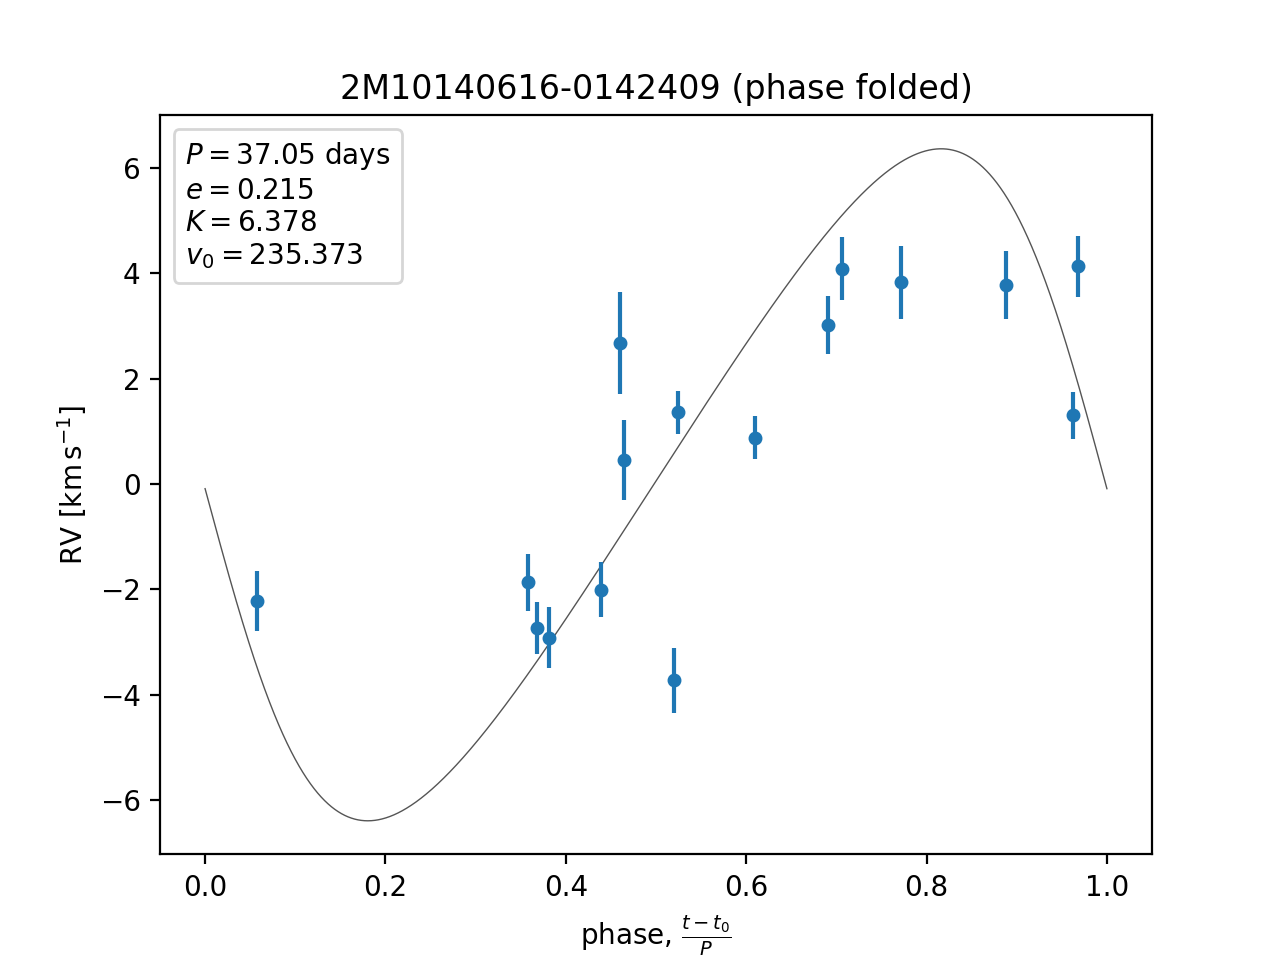 2M10140616-0142409 (phase folded)
P = 37.05 days
e = 0.215
K = 6.378
v₀ = 235.373
RV [km s⁻¹]
6
4
2
0
−2
−4
−6
0.0 0.2 0.4 0.6 0.8 1.0
phase, (t − t₀)/P